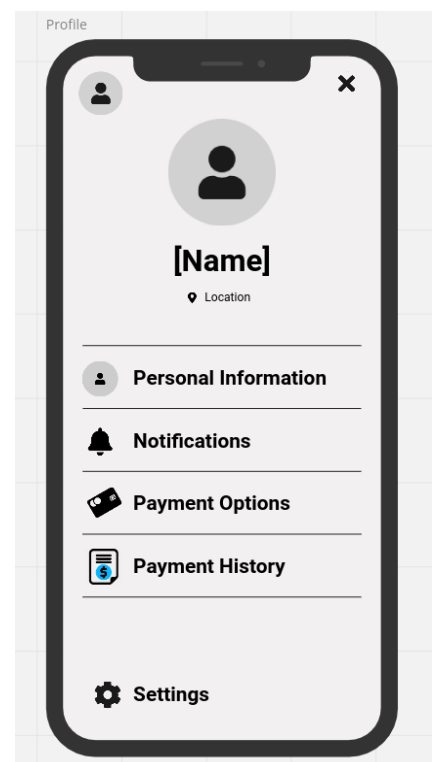 Profile
[Name]
Location
Personal Information
Notifications
Payment Options
Payment History
$
Settings